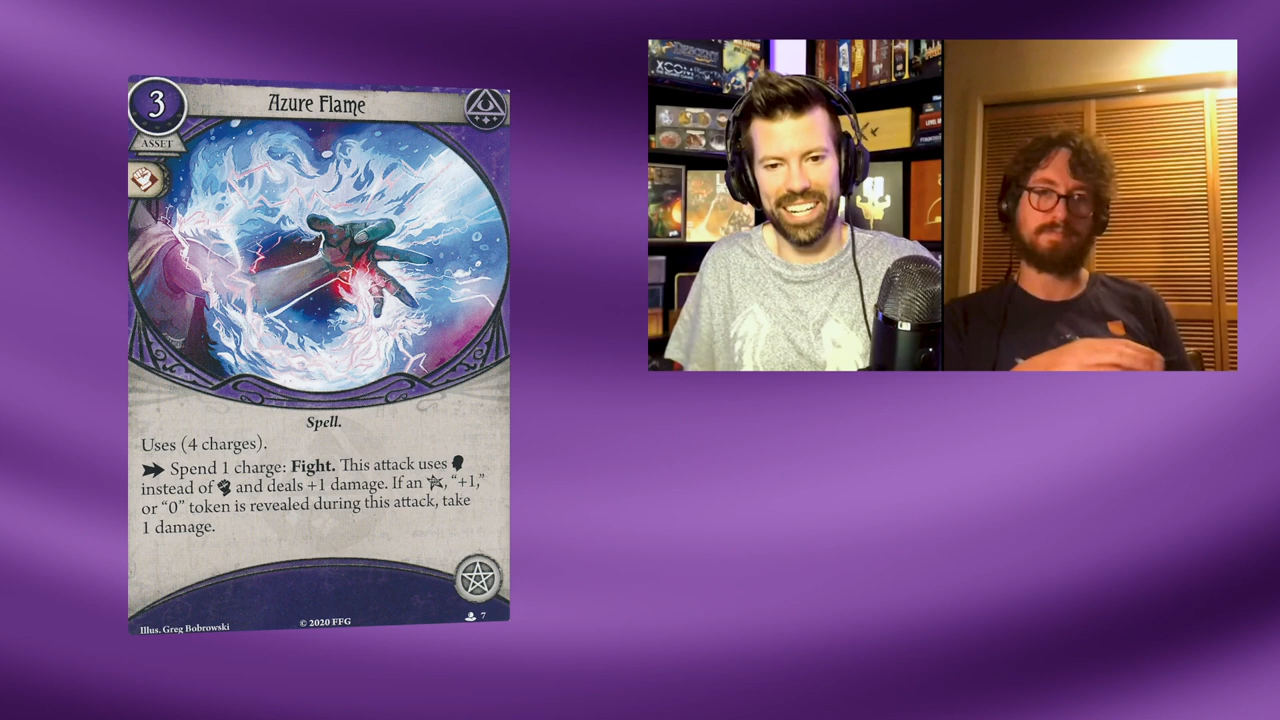 3
Azure Flame
ASSET
Spell.
Uses (4 charges).
Spend 1 charge: Fight. This attack uses
instead of and deals +1 damage. If an , “+1,”
or “0” token is revealed during this attack, take
1 damage.
Illus. Greg Bobrowski
© 2020 FFG
7
DESCENT
XCOM